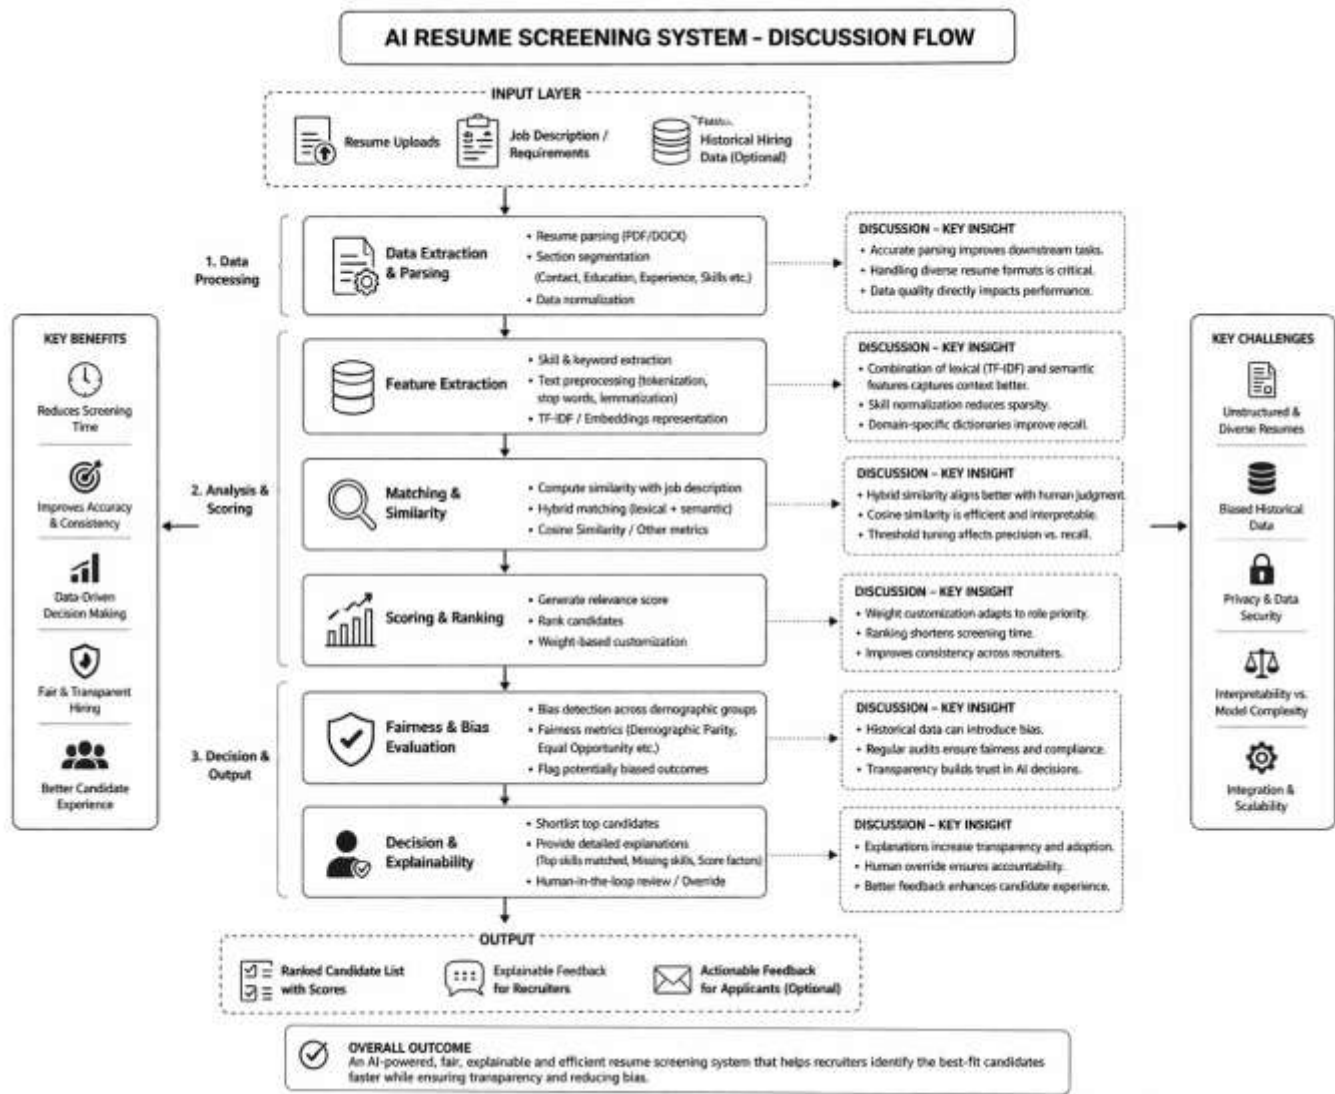 AI RESUME SCREENING SYSTEM – DISCUSSION FLOW
INPUT LAYER
Resume Uploads
Job Description /
Requirements
Historical Hiring
Data (Optional)
1. Data
Processing
Data Extraction
& Parsing
• Resume parsing (PDF/DOCX)
• Section segmentation
(Contact, Education, Experience, Skills etc.)
• Data normalization
DISCUSSION – KEY INSIGHT
• Accurate parsing improves downstream tasks.
• Handling diverse resume formats is critical.
• Data quality directly impacts performance.
KEY BENEFITS
Reduces Screening
Time
Improves Accuracy
& Consistency
Data-Driven
Decision Making
Fair & Transparent
Hiring
Better Candidate
Experience
2. Analysis &
Scoring
Feature Extraction
• Skill & keyword extraction
• Text preprocessing (tokenization,
stop words, lemmatization)
• TF-IDF / Embeddings representation
DISCUSSION – KEY INSIGHT
• Combination of lexical (TF-IDF) and semantic
features captures context better.
• Skill normalization reduces sparsity.
• Domain-specific dictionaries improve recall.
Matching &
Similarity
• Compute similarity with job description
• Hybrid matching (lexical + semantic)
• Cosine Similarity / Other metrics
DISCUSSION – KEY INSIGHT
• Hybrid similarity aligns better with human judgment.
• Cosine similarity is efficient and interpretable.
• Threshold tuning affects precision vs. recall.
Scoring & Ranking
• Generate relevance score
• Rank candidates
• Weight-based customization
DISCUSSION – KEY INSIGHT
• Weight customization adapts to role priority.
• Ranking shortens screening time.
• Improves consistency across recruiters.
3. Decision &
Output
Fairness & Bias
Evaluation
• Bias detection across demographic groups
• Fairness metrics (Demographic Parity,
Equal Opportunity etc.)
• Flag potentially biased outcomes
DISCUSSION – KEY INSIGHT
• Historical data can introduce bias.
• Regular audits ensure fairness and compliance.
• Transparency builds trust in AI decisions.
Decision &
Explainability
• Shortlist top candidates
• Provide detailed explanations
(Top skills matched, Missing skills, Score factors)
• Human-in-the-loop review / Override
DISCUSSION – KEY INSIGHT
• Explanations increase transparency and adoption.
• Human override ensures accountability.
• Better feedback enhances candidate experience.
KEY CHALLENGES
Unstructured &
Diverse Resumes
Biased Historical
Data
Privacy & Data
Security
Interpretability vs.
Model Complexity
Integration &
Scalability
OUTPUT
Ranked Candidate List
with Scores
Explainable Feedback
for Recruiters
Actionable Feedback
for Applicants (Optional)
OVERALL OUTCOME
An AI-powered, fair, explainable and efficient resume screening system that helps recruiters identify the best-fit candidates
faster while ensuring transparency and reducing bias.